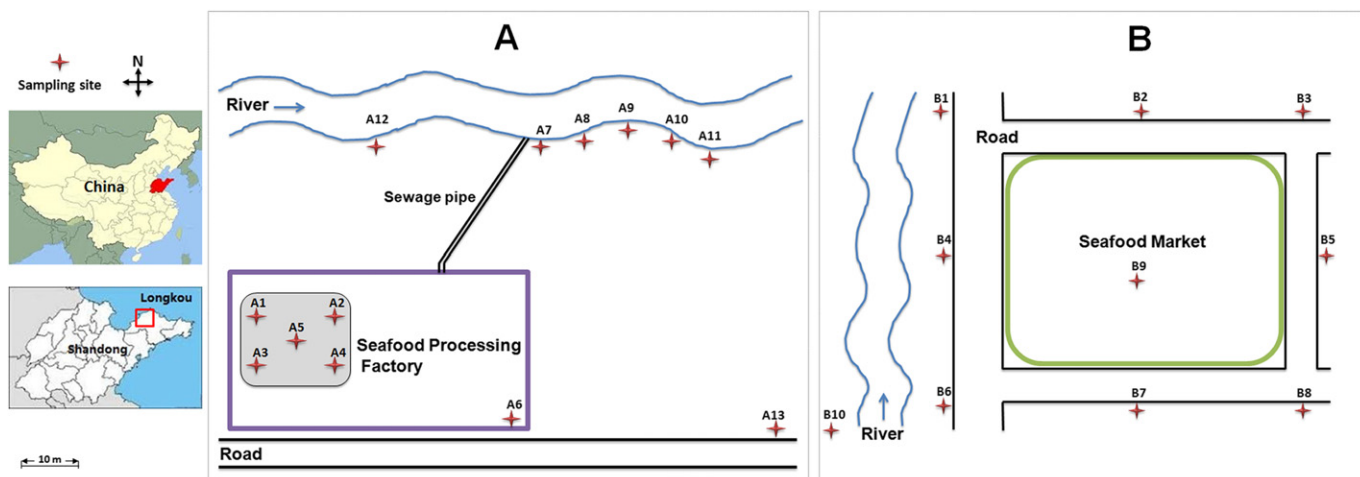 Sampling site
N
China
Longkou
Shandong
10 m
A
River
A12
A7
A8
A9
A10
A11
Sewage pipe
A1
A2
A5
A3
A4
Seafood Processing
Factory
A6
A13
Road
B
B1
B2
B3
Road
Seafood Market
B4
B5
B9
B6
B7
B8
B10
River